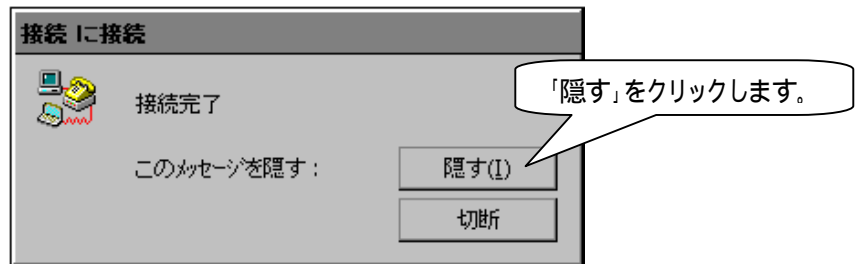 接続 に接続
「隠す」をクリックします。
接続完了
このメッセージを隠す：
隠す(I)
切断